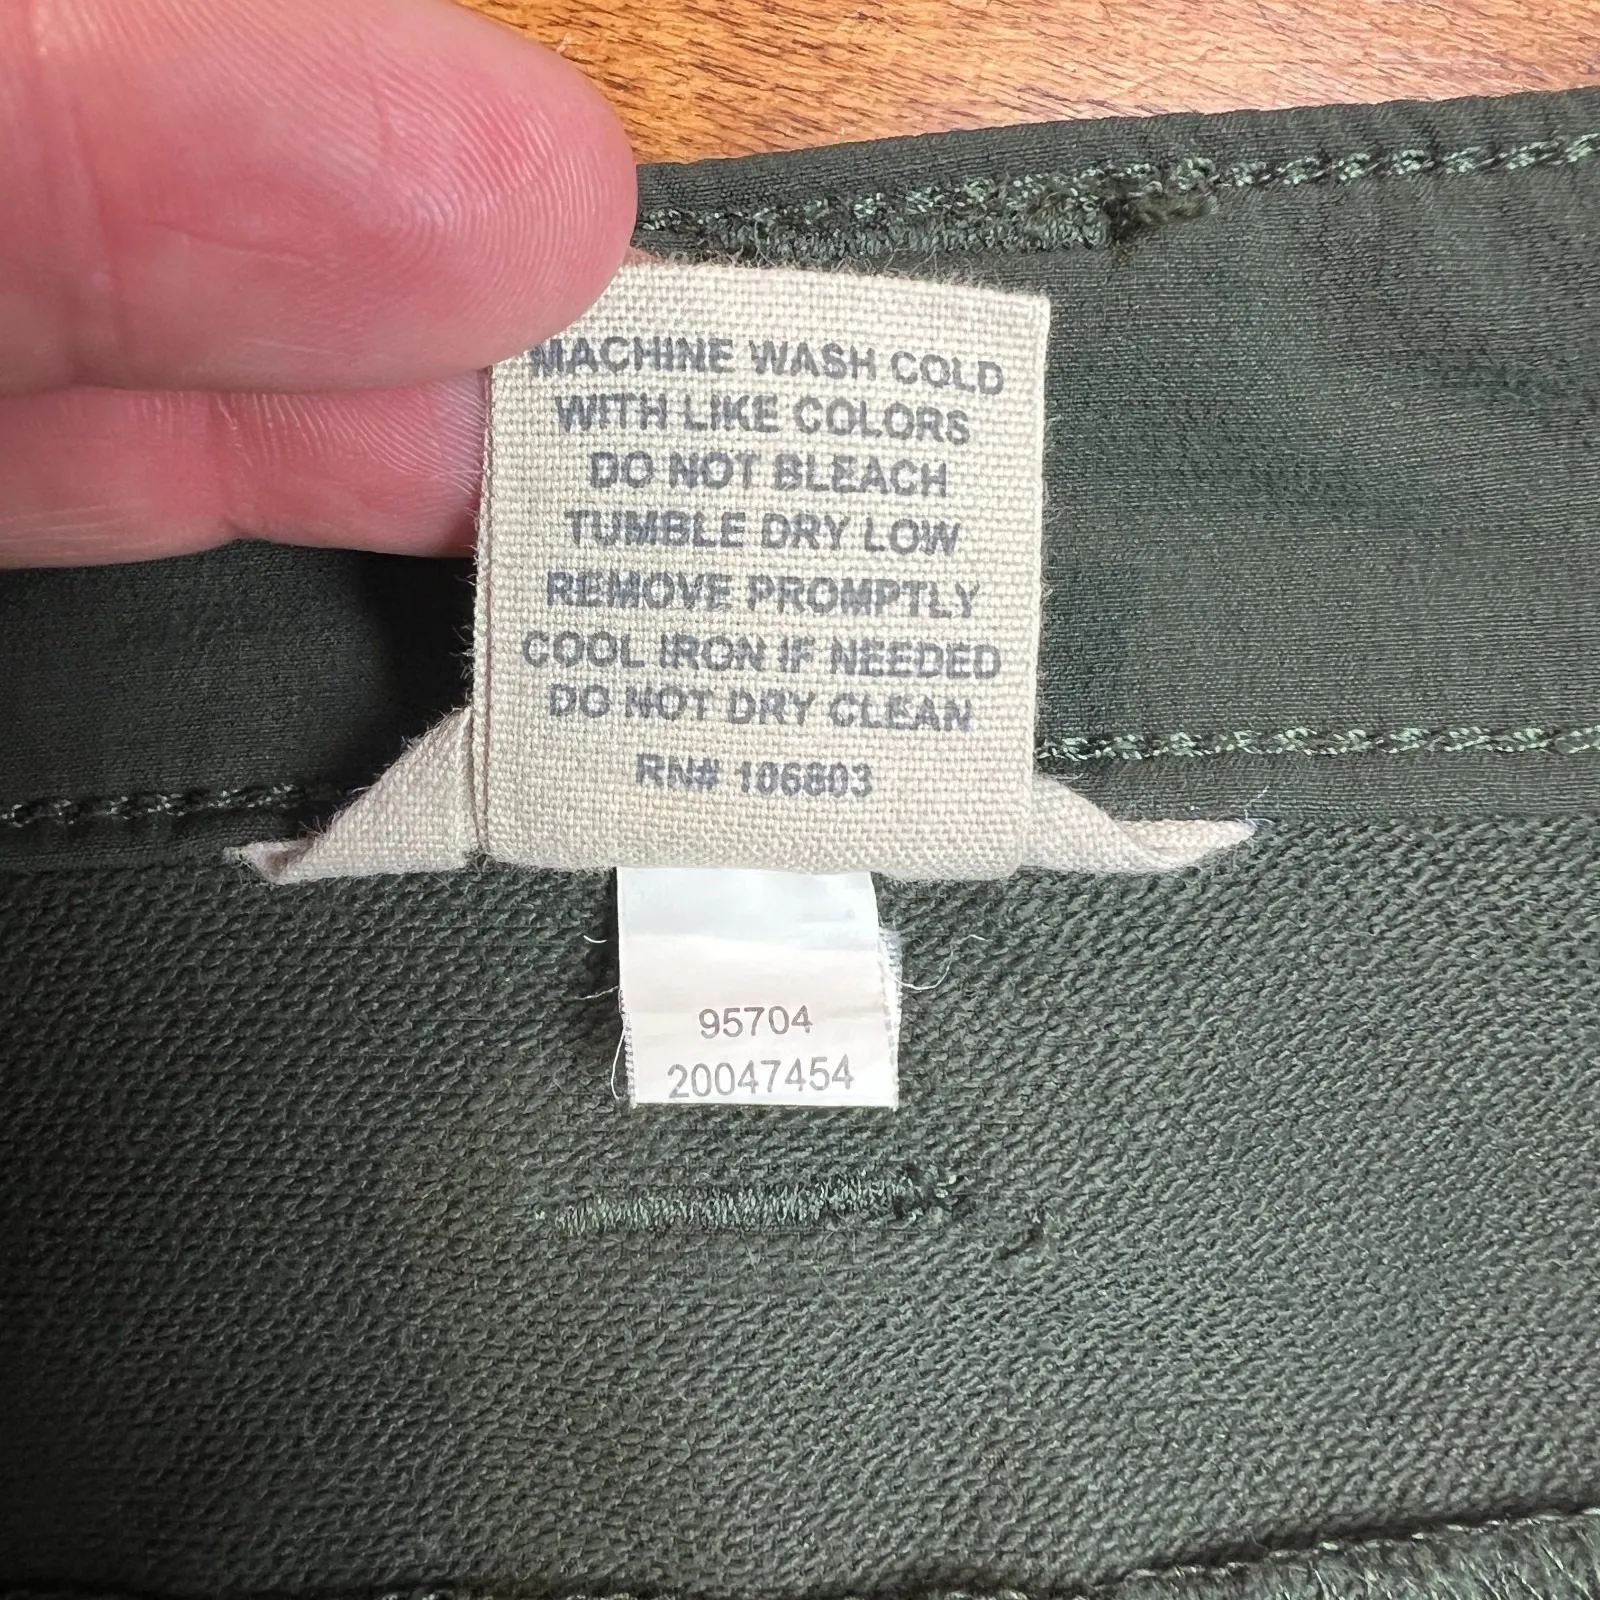 MACHINE WASH COLD
WITH LIKE COLORS
DO NOT BLEACH
TUMBLE DRY LOW
REMOVE PROMPTLY
COOL IRON IF NEEDED
DO NOT DRY CLEAN
RN# 106803
95704
20047454